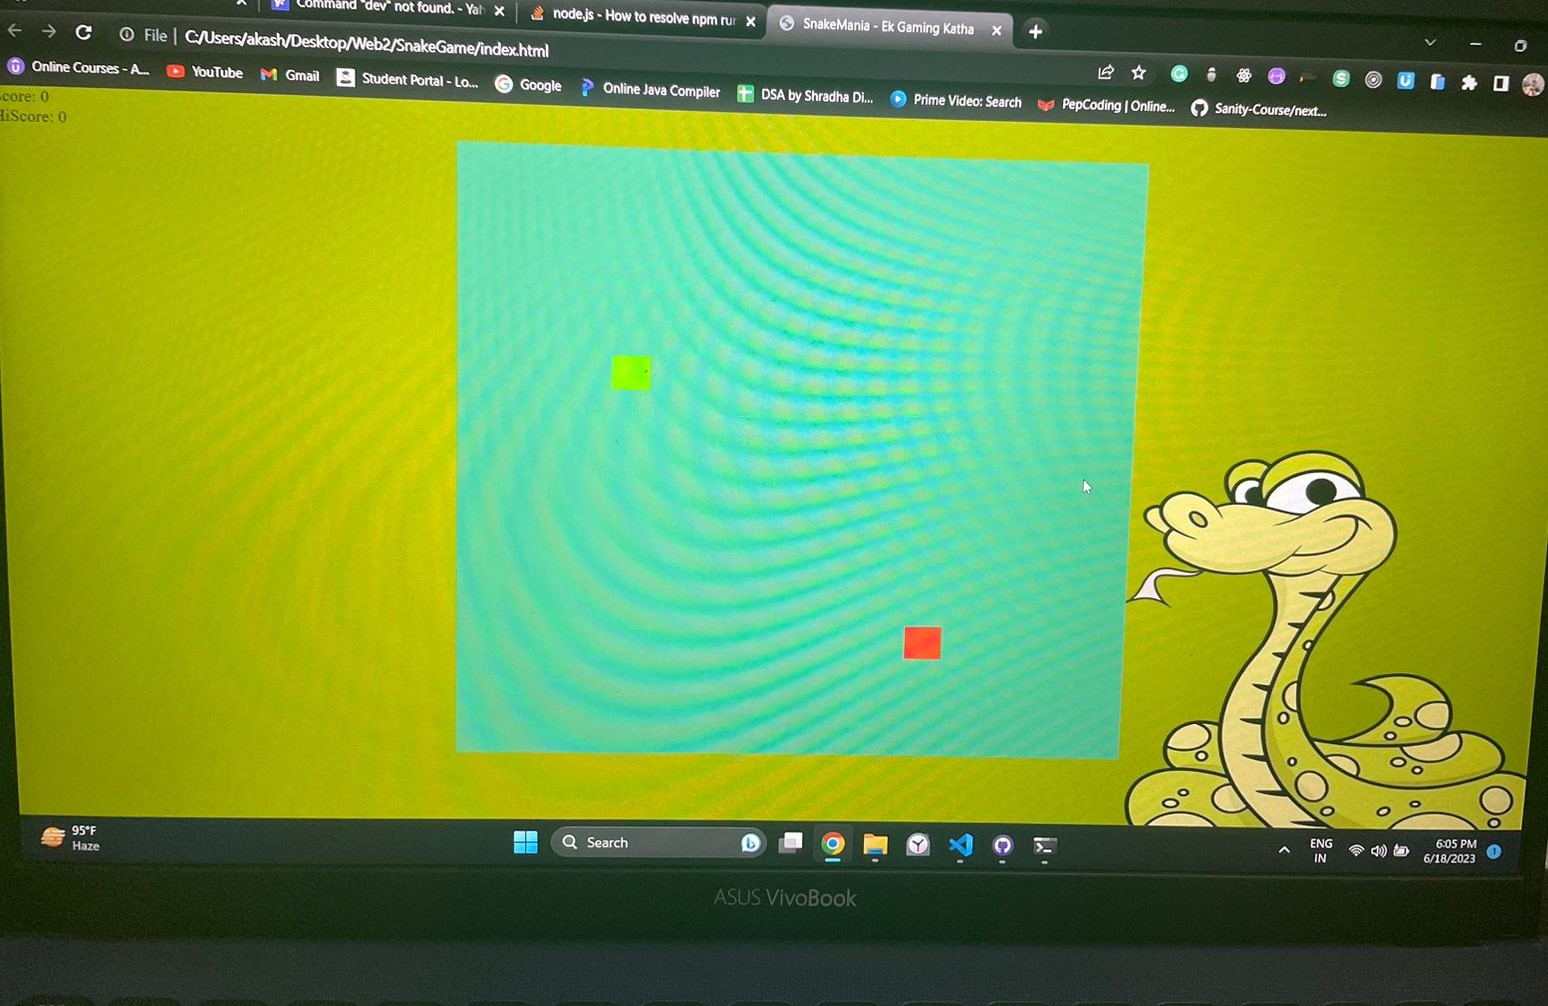 Command "dev" not found. - Yah
node.js - How to resolve npm rur
SnakeMania - Ek Gaming Katha
File | C:/Users/akash/Desktop/Web2/SnakeGame/index.html
Online Courses - A...
YouTube
Gmail
Student Portal - Lo...
Google
Online Java Compiler
DSA by Shradha Di...
Prime Video: Search
PepCoding | Online...
Sanity-Course/next...
core: 0
HiScore: 0
95°F
Haze
Search
ENG
IN
6:05 PM
6/18/2023
1
ASUS VivoBook